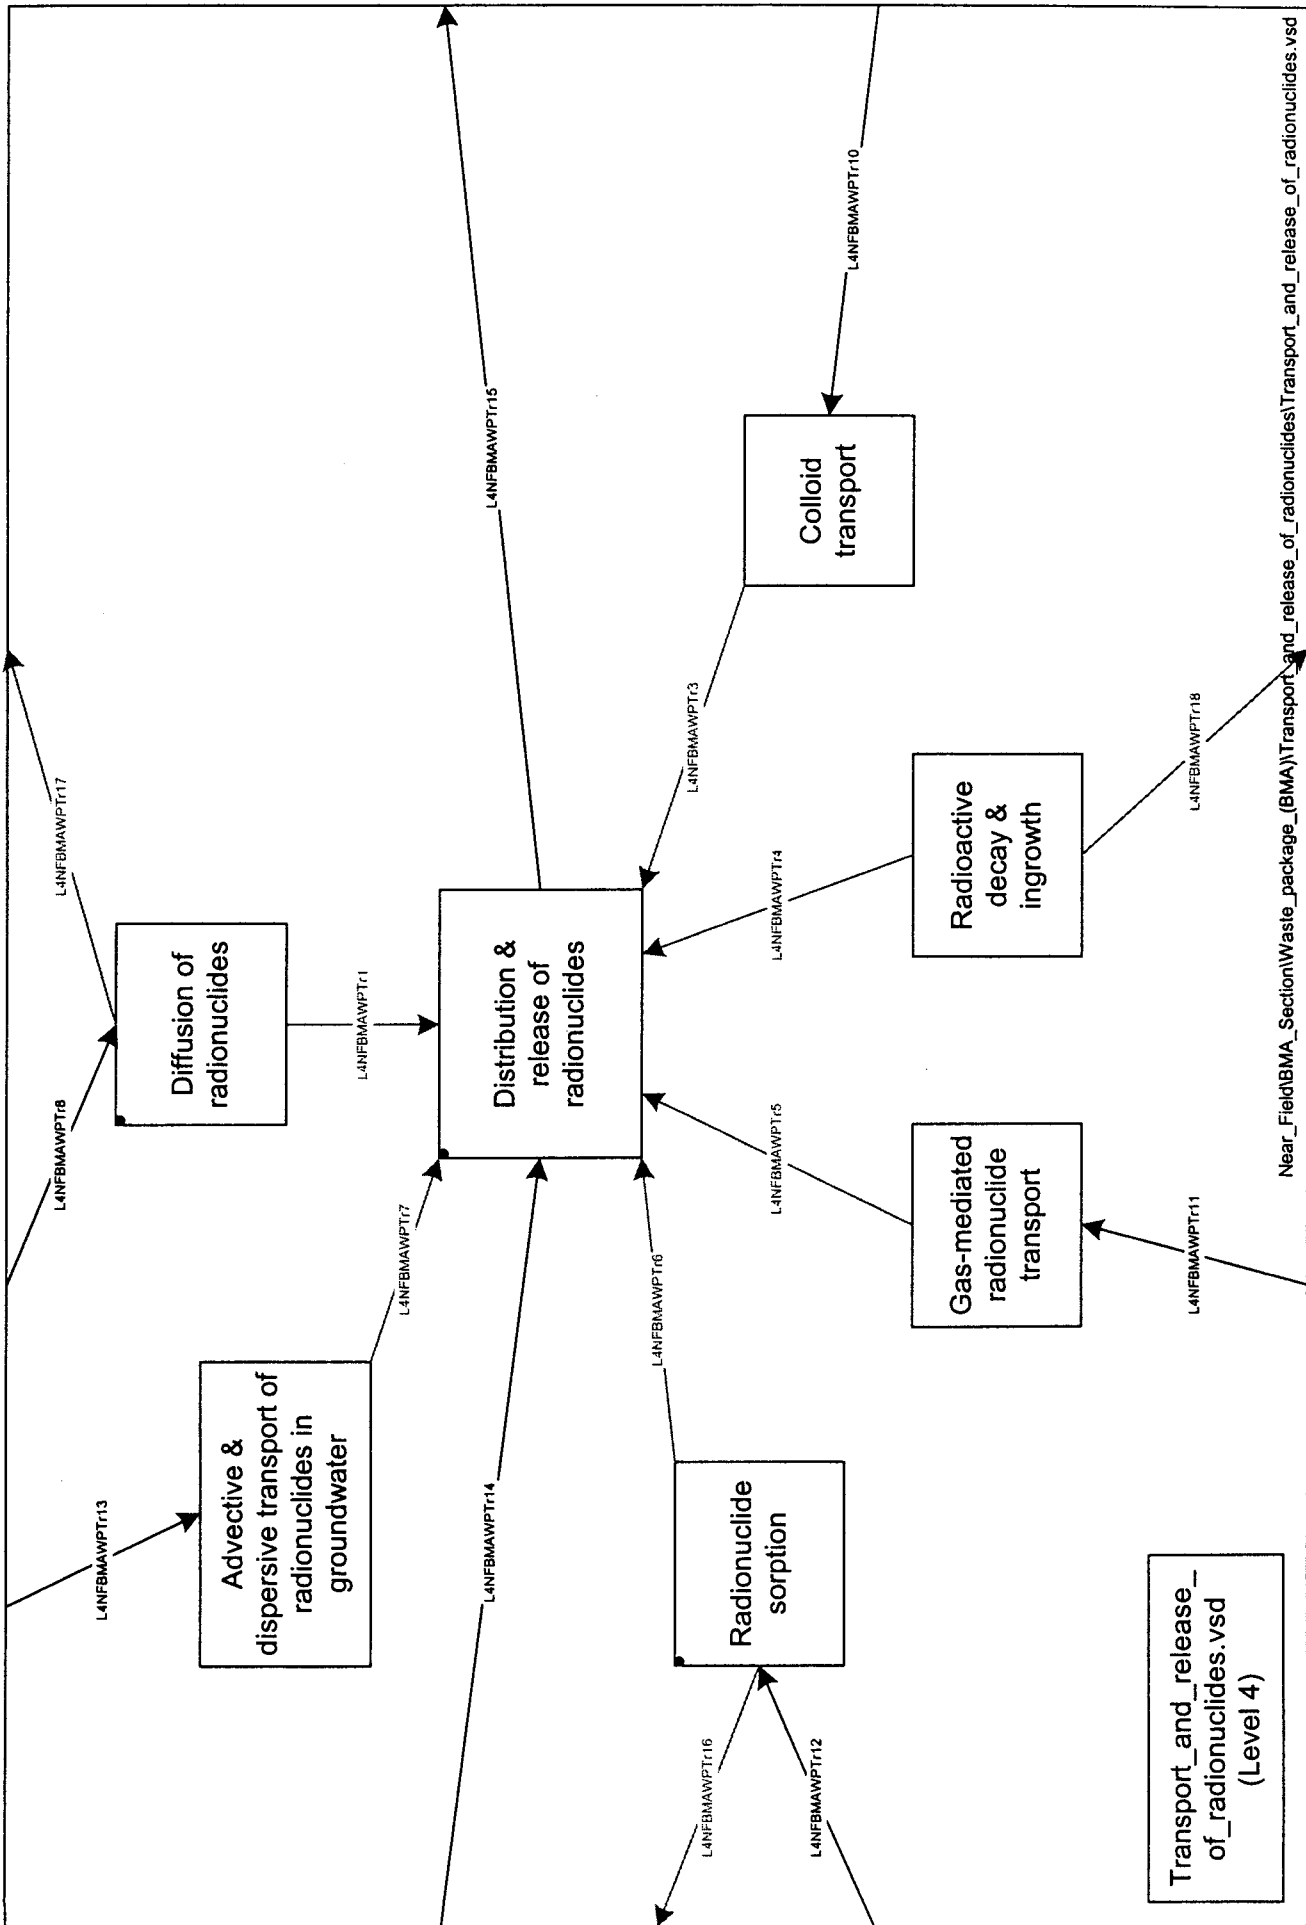 L4NFBMAWPTr13
L4NFBMAWPTr8
L4NFBMAWPTr17
Advective &
dispersive transport of
radionuclides in
groundwater
Diffusion of
radionuclides
L4NFBMAWPTr7
L4NFBMAWPTr1
L4NFBMAWPTr14
Distribution &
release of
radionuclides
L4NFBMAWPTr15
L4NFBMAWPTr6
L4NFBMAWPTr5
L4NFBMAWPTr4
L4NFBMAWPTr3
L4NFBMAWPTr10
Radionuclide
sorption
Colloid
transport
L4NFBMAWPTr16
L4NFBMAWPTr12
Gas-mediated
radionuclide
transport
Radioactive
decay &
ingrowth
L4NFBMAWPTr11
L4NFBMAWPTr18
Transport_and_release_
of_radionuclides.vsd
(Level 4)
Near_Field\BMA_Section\Waste_package_(BMA)\Transport_and_release_of_radionuclides\Transport_and_release_of_radionuclides.vsd